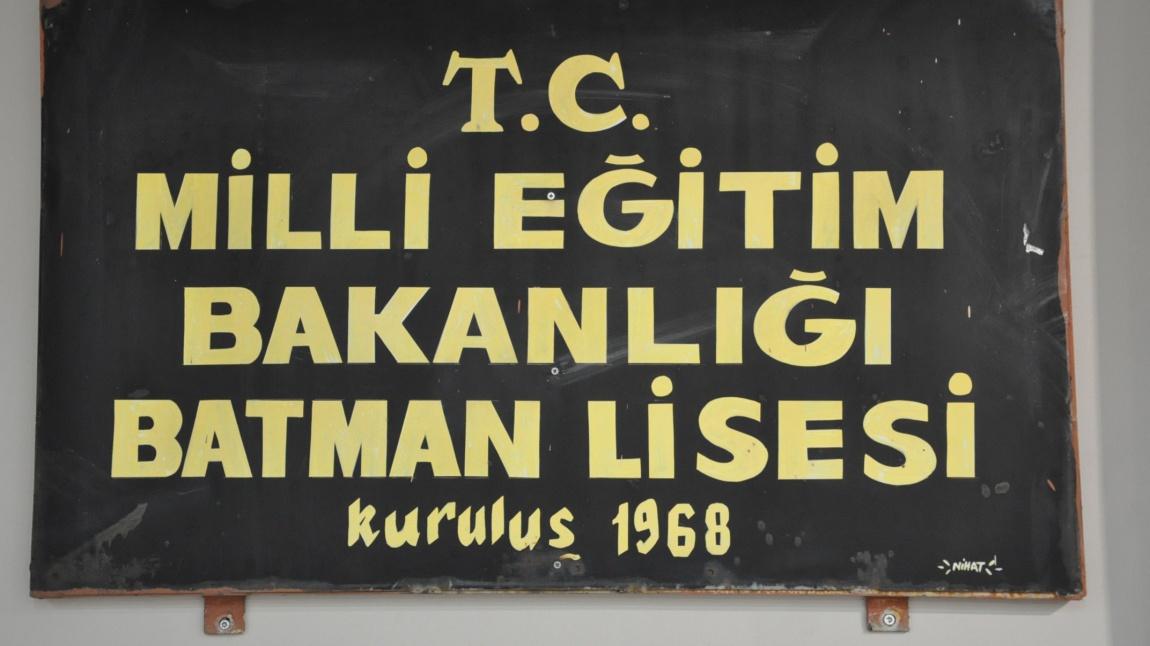 T.C.
MİLLİ EĞİTİM
BAKANLIĞI
BATMAN LİSESİ
kuruluş 1968
NİHAT